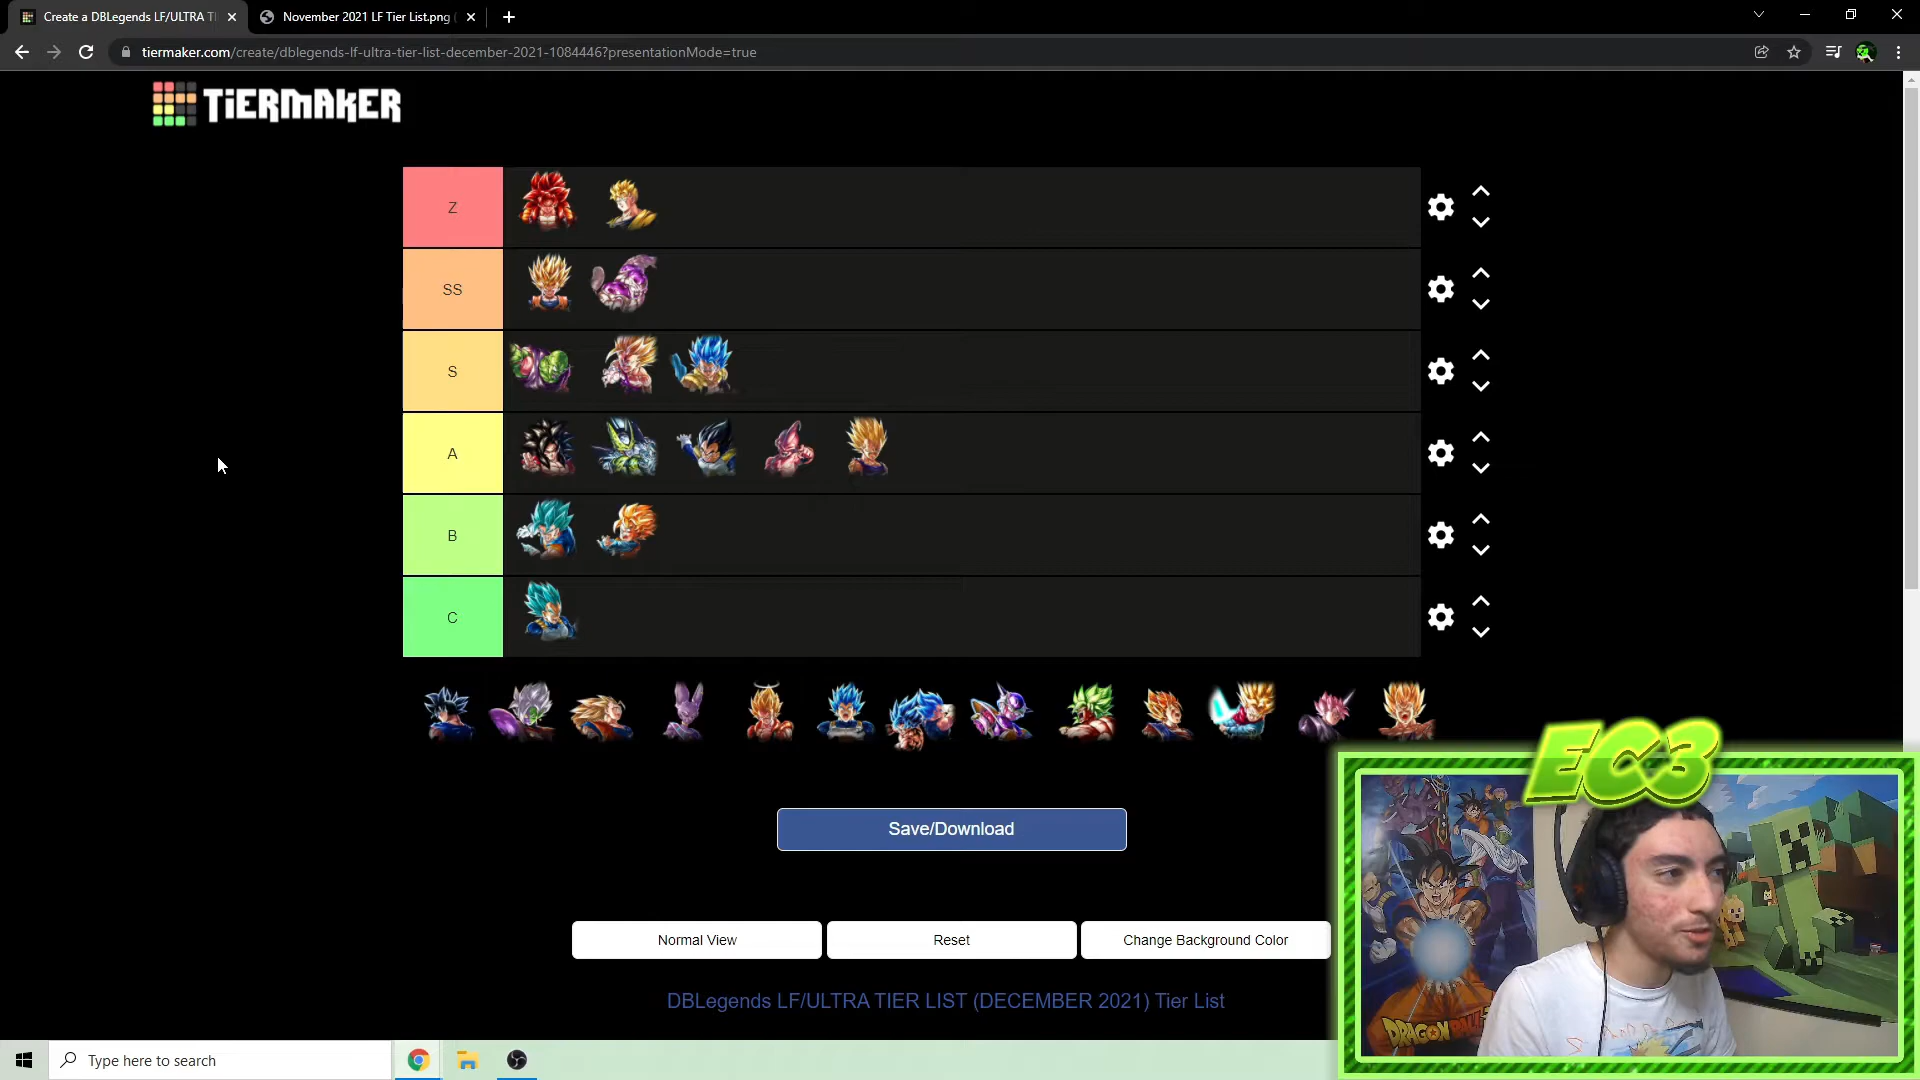 Create a DBLegends LF/ULTRA TI
November 2021 LF Tier List.png (
tiermaker.com/create/dblegends-lf-ultra-tier-list-december-2021-1084446?presentationMode=true
TiERMAKER
Z
SS
S
A
B
C
Save/Download
Normal View
Reset
Change Background Color
DBLegends LF/ULTRA TIER LIST (DECEMBER 2021) Tier List
EC3
DRAGON BALL
Type here to search